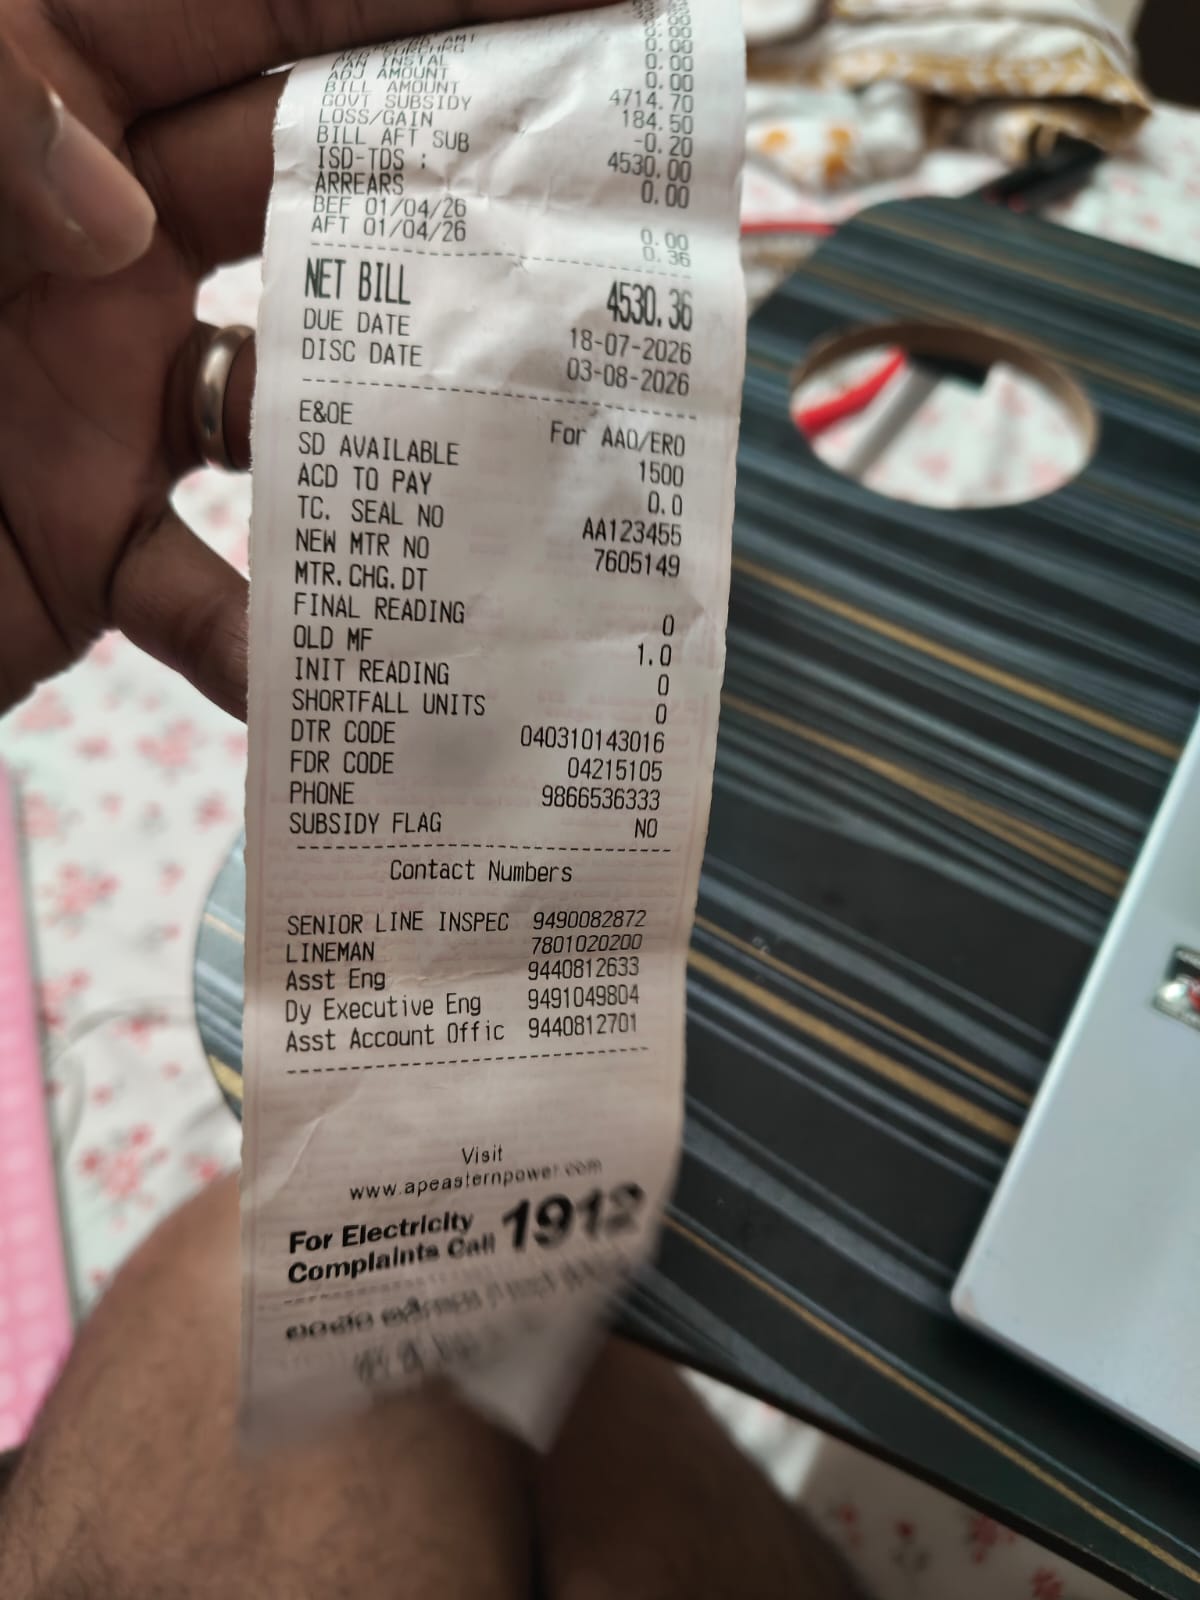 ADJ AMOUNT 0.00
BILL AMOUNT 4714.70
GOVT SUBSIDY 184.50
LOSS/GAIN -0.20
BILL AFT SUB 4530.00
ISD-TDS : 0.00
ARREARS
BEF 01/04/26 0.00
AFT 01/04/26 0.36
NET BILL 4530.36
DUE DATE 18-07-2026
DISC DATE 03-08-2026
E&OE For AAO/ERO
SD AVAILABLE 1500
ACD TO PAY 0.0
TC. SEAL NO AA123455
NEW MTR NO 7605149
MTR.CHG.DT
FINAL READING 0
OLD MF 1.0
INIT READING 0
SHORTFALL UNITS 0
DTR CODE 040310143016
FDR CODE 04215105
PHONE 9866536333
SUBSIDY FLAG NO
Contact Numbers
SENIOR LINE INSPEC 9490082872
LINEMAN 7801020200
Asst Eng 9440812633
Dy Executive Eng 9491049804
Asst Account Offic 9440812701
Visit
www.apeasternpower.com
For Electricity
Complaints Call 1912